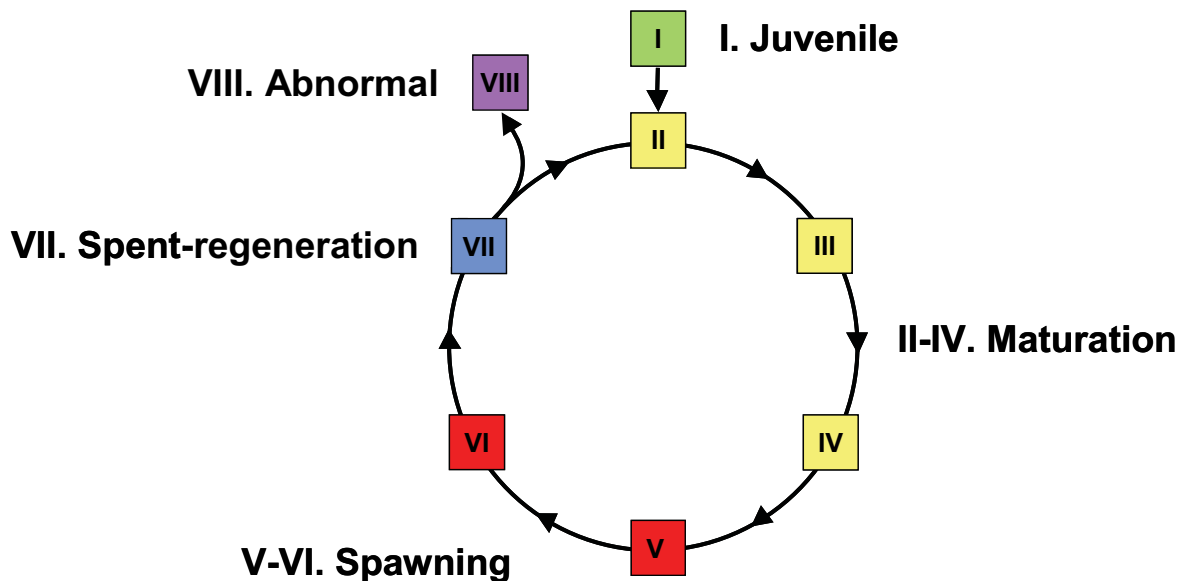 I
I. Juvenile
VIII. Abnormal
VIII
II
VII. Spent-regeneration
VII
III
II-IV. Maturation
VI
IV
V
V-VI. Spawning